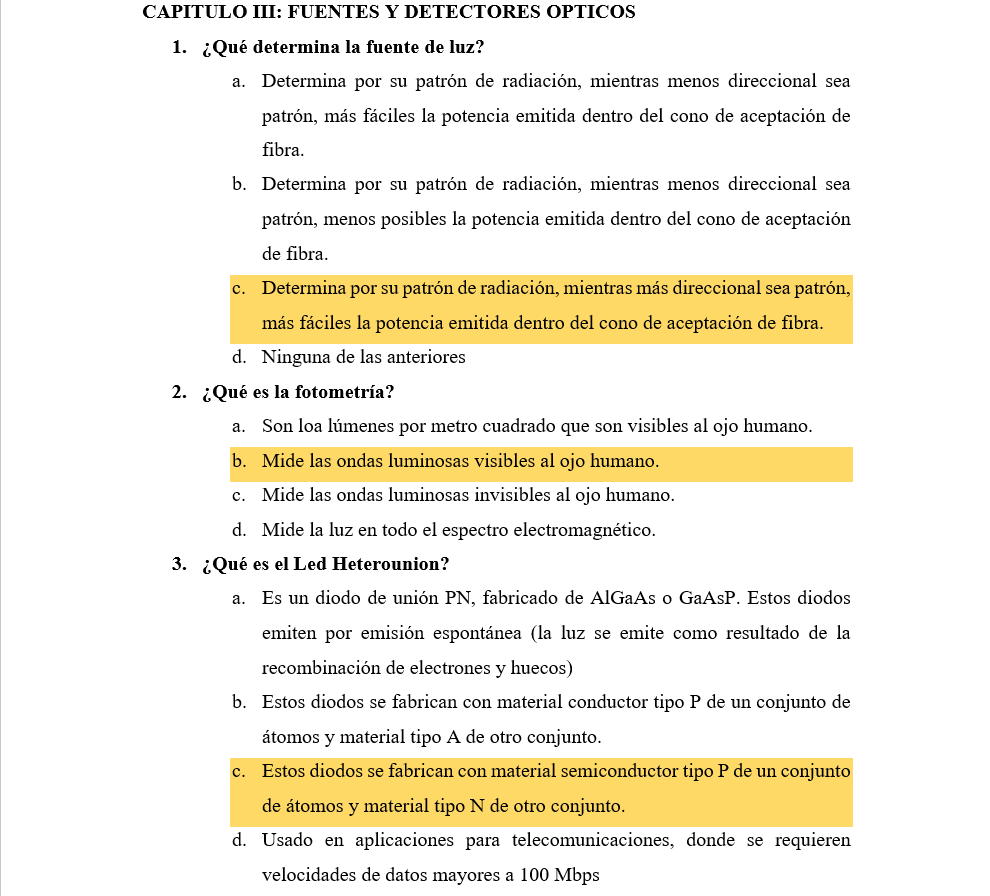 CAPITULO III: FUENTES Y DETECTORES OPTICOS
1. ¿Qué determina la fuente de luz?
a. Determina por su patrón de radiación, mientras menos direccional sea
patrón, más fáciles la potencia emitida dentro del cono de aceptación de
fibra.
b. Determina por su patrón de radiación, mientras menos direccional sea
patrón, menos posibles la potencia emitida dentro del cono de aceptación
de fibra.
c. Determina por su patrón de radiación, mientras más direccional sea patrón,
más fáciles la potencia emitida dentro del cono de aceptación de fibra.
d. Ninguna de las anteriores
2. ¿Qué es la fotometría?
a. Son loa lúmenes por metro cuadrado que son visibles al ojo humano.
b. Mide las ondas luminosas visibles al ojo humano.
c. Mide las ondas luminosas invisibles al ojo humano.
d. Mide la luz en todo el espectro electromagnético.
3. ¿Qué es el Led Heterounion?
a. Es un diodo de unión PN, fabricado de AlGaAs o GaAsP. Estos diodos
emiten por emisión espontánea (la luz se emite como resultado de la
recombinación de electrones y huecos)
b. Estos diodos se fabrican con material conductor tipo P de un conjunto de
átomos y material tipo A de otro conjunto.
c. Estos diodos se fabrican con material semiconductor tipo P de un conjunto
de átomos y material tipo N de otro conjunto.
d. Usado en aplicaciones para telecomunicaciones, donde se requieren
velocidades de datos mayores a 100 Mbps